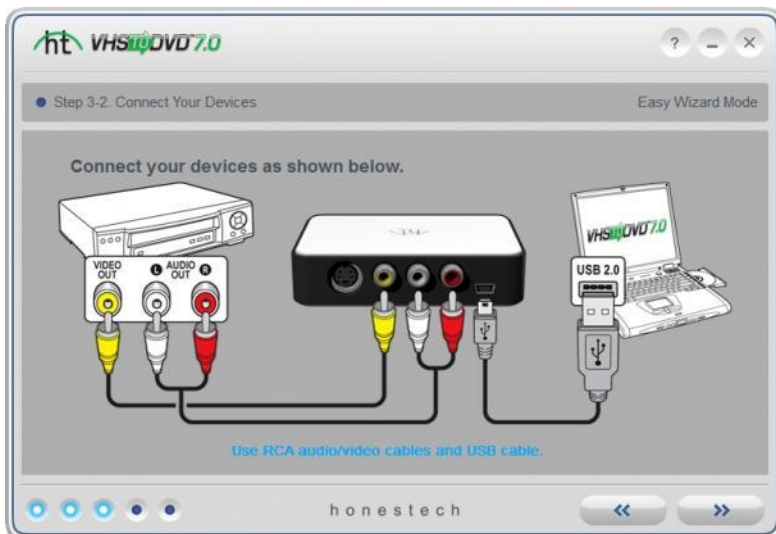 ht VHS TO DVD 7.0
? – ×
Step 3-2. Connect Your Devices Easy Wizard Mode
Connect your devices as shown below.
VIDEO OUT L AUDIO OUT R
ht
VHS TO DVD 7.0
USB 2.0
Use RCA audio/video cables and USB cable.
honestech « »